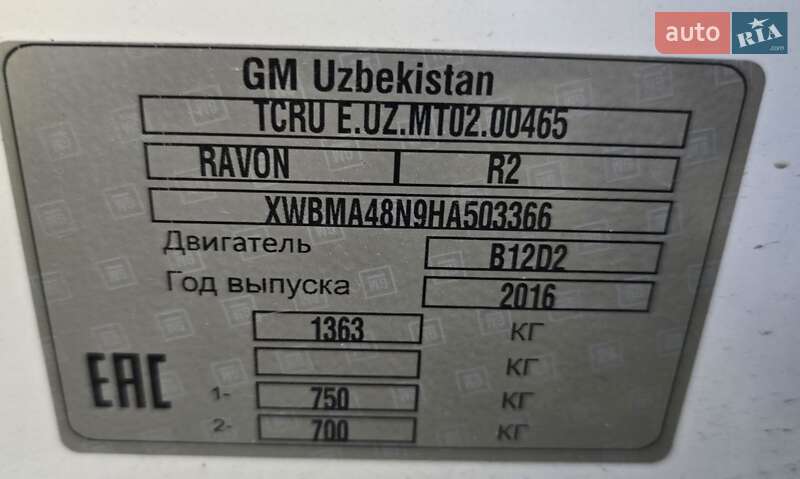 auto RIA .com
GM Uzbekistan
TCRU E.UZ.MT02.00465
RAVON R2
XWBMA48N9HA503366
Двигатель B12D2
Год выпуска 2016
1363 КГ
КГ
EAC 1- 750 КГ
2- 700 КГ